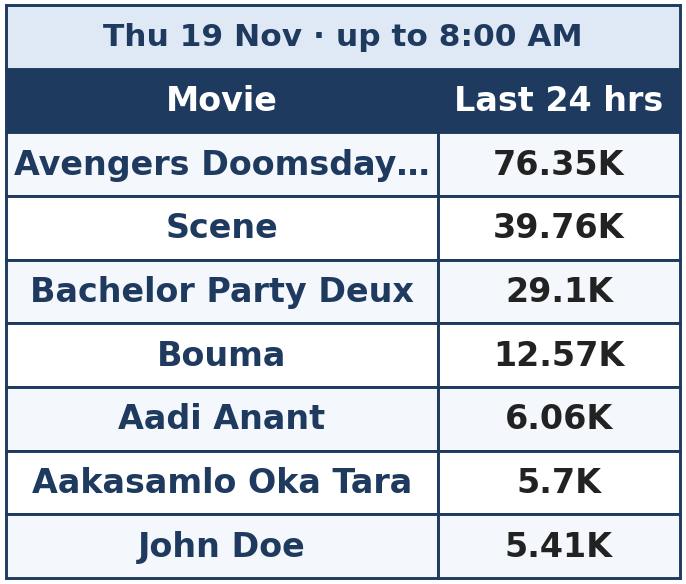 Thu 19 Nov · up to 8:00 AM
Movie Last 24 hrs
Avengers Doomsday... 76.35K
Scene 39.76K
Bachelor Party Deux 29.1K
Bouma 12.57K
Aadi Anant 6.06K
Aakasamlo Oka Tara 5.7K
John Doe 5.41K